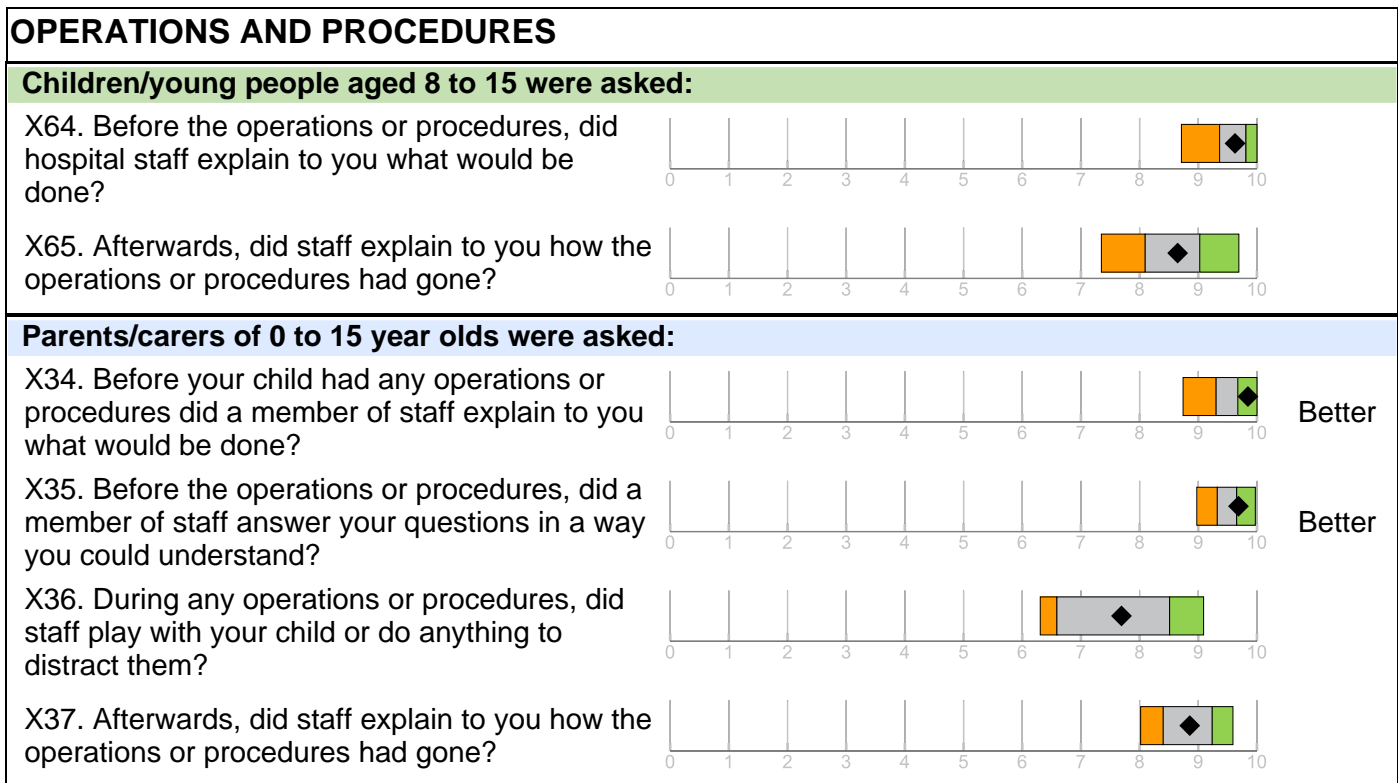 OPERATIONS AND PROCEDURES
Children/young people aged 8 to 15 were asked:
X64. Before the operations or procedures, did
hospital staff explain to you what would be
done?
0 1 2 3 4 5 6 7 8 9 10
X65. Afterwards, did staff explain to you how the
operations or procedures had gone?
0 1 2 3 4 5 6 7 8 9 10
Parents/carers of 0 to 15 year olds were asked:
X34. Before your child had any operations or
procedures did a member of staff explain to you
what would be done?
0 1 2 3 4 5 6 7 8 9 10
Better
X35. Before the operations or procedures, did a
member of staff answer your questions in a way
you could understand?
0 1 2 3 4 5 6 7 8 9 10
Better
X36. During any operations or procedures, did
staff play with your child or do anything to
distract them?
0 1 2 3 4 5 6 7 8 9 10
X37. Afterwards, did staff explain to you how the
operations or procedures had gone?
0 1 2 3 4 5 6 7 8 9 10